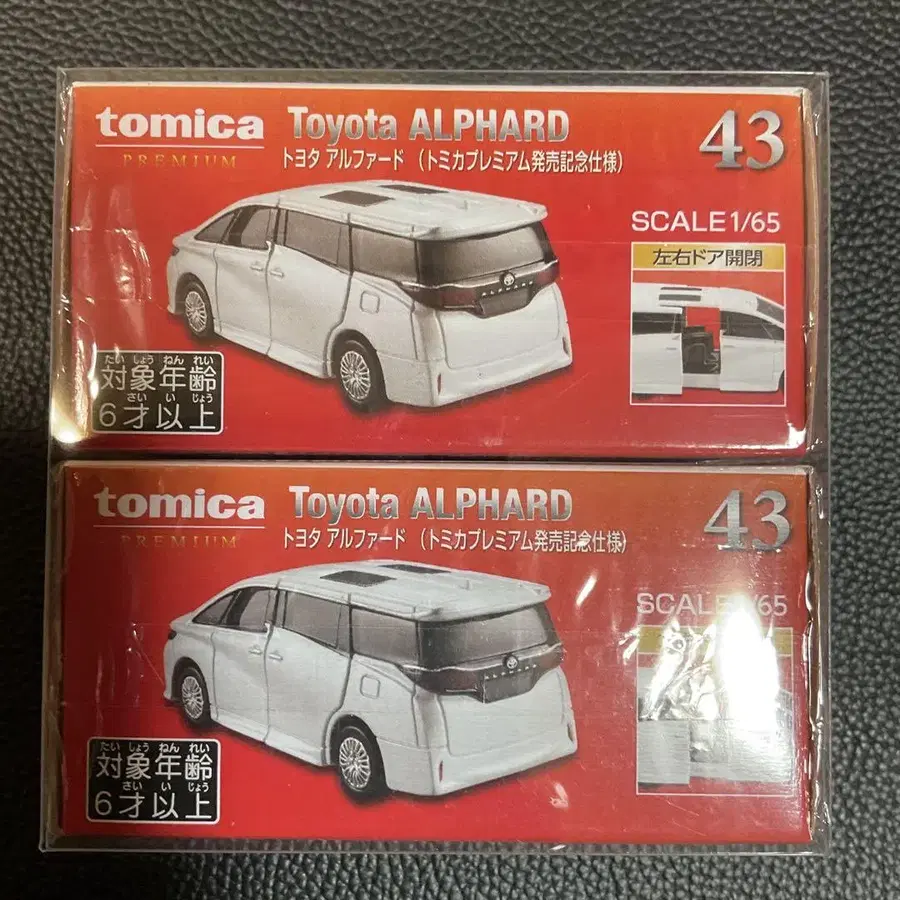 tomica
PREMIUM
Toyota ALPHARD
トヨタ アルファード (トミカプレミアム発売記念仕様)
43
SCALE 1/65
左右ドア開閉
ALPHARD
たい しょう ねん れい
対象年齢
さい い じょう
6才以上
tomica
PREMIUM
Toyota ALPHARD
トヨタ アルファード (トミカプレミアム発売記念仕様)
43
SCALE /65
たい しょう ねん れい
対象年齢
さい い じょう
6才以上